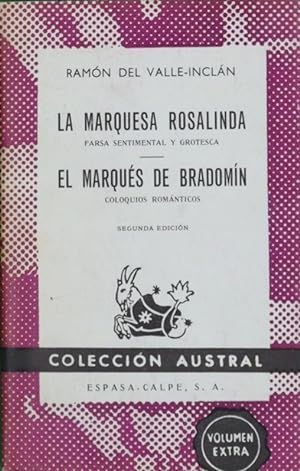 RAMÓN DEL VALLE-INCLÁN
LA MARQUESA ROSALINDA
FARSA SENTIMENTAL Y GROTESCA
EL MARQUÉS DE BRADOMÍN
COLOQUIOS ROMÁNTICOS
SEGUNDA EDICIÓN
COLECCIÓN AUSTRAL
ESPASA-CALPE, S. A.
VOLUMEN
EXTRA